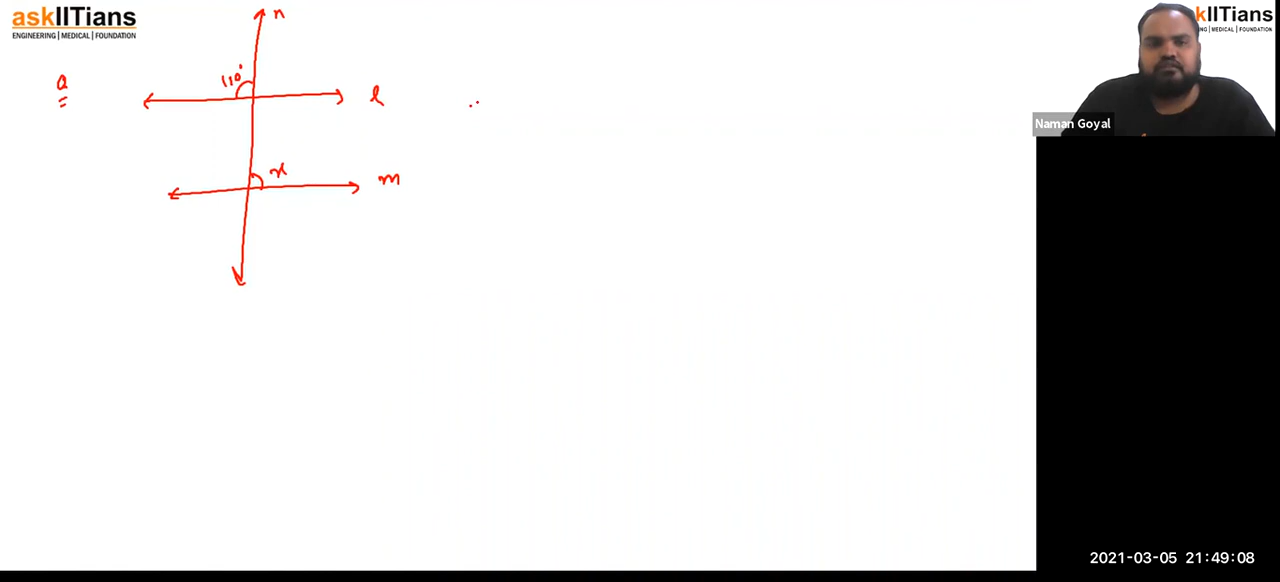 askIITians
ENGINEERING | MEDICAL | FOUNDATION
n
kIITians
NG | MEDICAL | FOUNDATION
Q
110°
l
Naman Goyal
x
m
2021-03-05 21:49:08